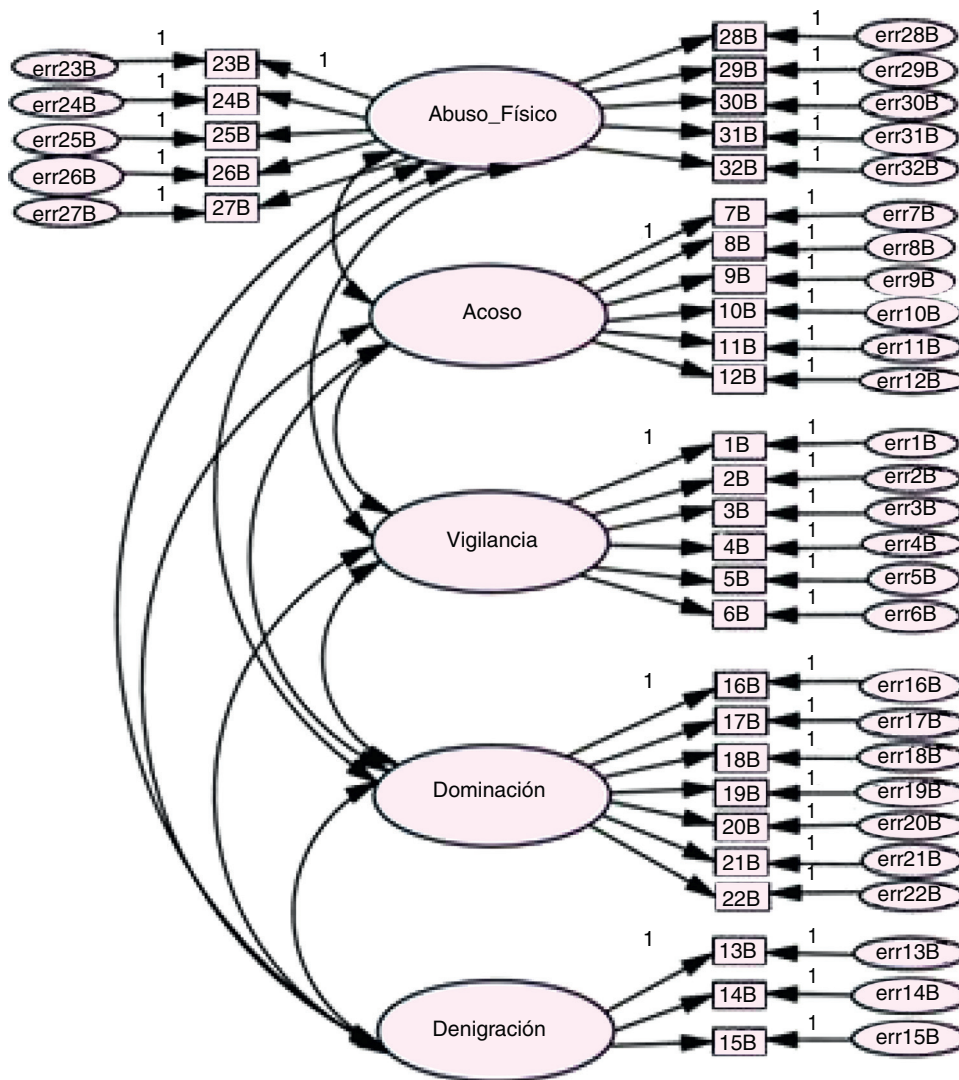 Abuso_Físico
1
err23B 1 23B
err24B 1 24B
err25B 1 25B
err26B 1 26B
err27B 1 27B
28B 1 err28B
29B 1 err29B
30B 1 err30B
31B 1 err31B
32B 1 err32B
Acoso
1
7B 1 err7B
8B 1 err8B
9B 1 err9B
10B 1 err10B
11B 1 err11B
12B 1 err12B
Vigilancia
1
1B 1 err1B
2B 1 err2B
3B 1 err3B
4B 1 err4B
5B 1 err5B
6B 1 err6B
Dominación
1
16B 1 err16B
17B 1 err17B
18B 1 err18B
19B 1 err19B
20B 1 err20B
21B 1 err21B
22B 1 err22B
Denigración
1
13B 1 err13B
14B 1 err14B
15B 1 err15B